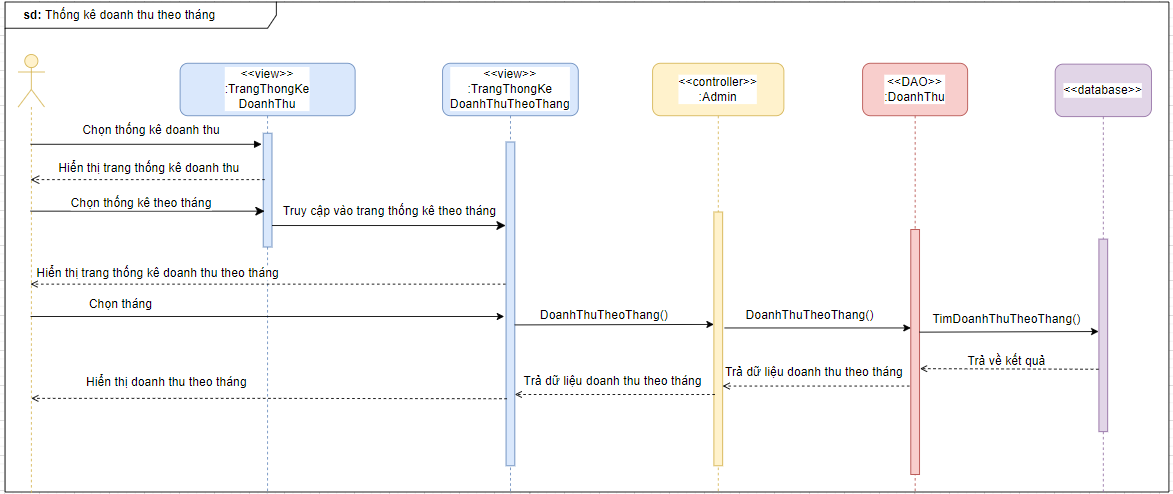 sd: Thống kê doanh thu theo tháng
<<view>>
:TrangThongKe
DoanhThu
<<view>>
:TrangThongKe
DoanhThuTheoThang
<<controller>>
:Admin
<<DAO>>
:DoanhThu
<<database>>
Chọn thống kê doanh thu
Hiển thị trang thống kê doanh thu
Chọn thống kê theo tháng
Truy cập vào trang thống kê theo tháng
Hiển thị trang thống kê doanh thu theo tháng
Chọn tháng
DoanhThuTheoThang()
DoanhThuTheoThang()
TimDoanhThuTheoThang()
Trả về kết quả
Trả dữ liệu doanh thu theo tháng
Trả dữ liệu doanh thu theo tháng
Hiển thị doanh thu theo tháng